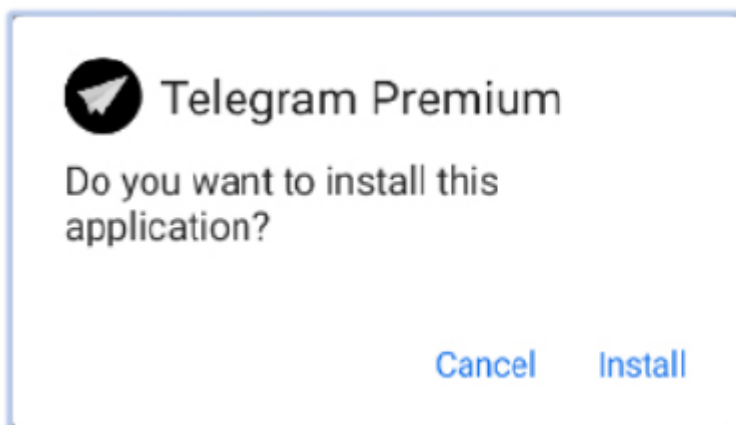 Telegram Premium
Do you want to install this
application?
Cancel Install